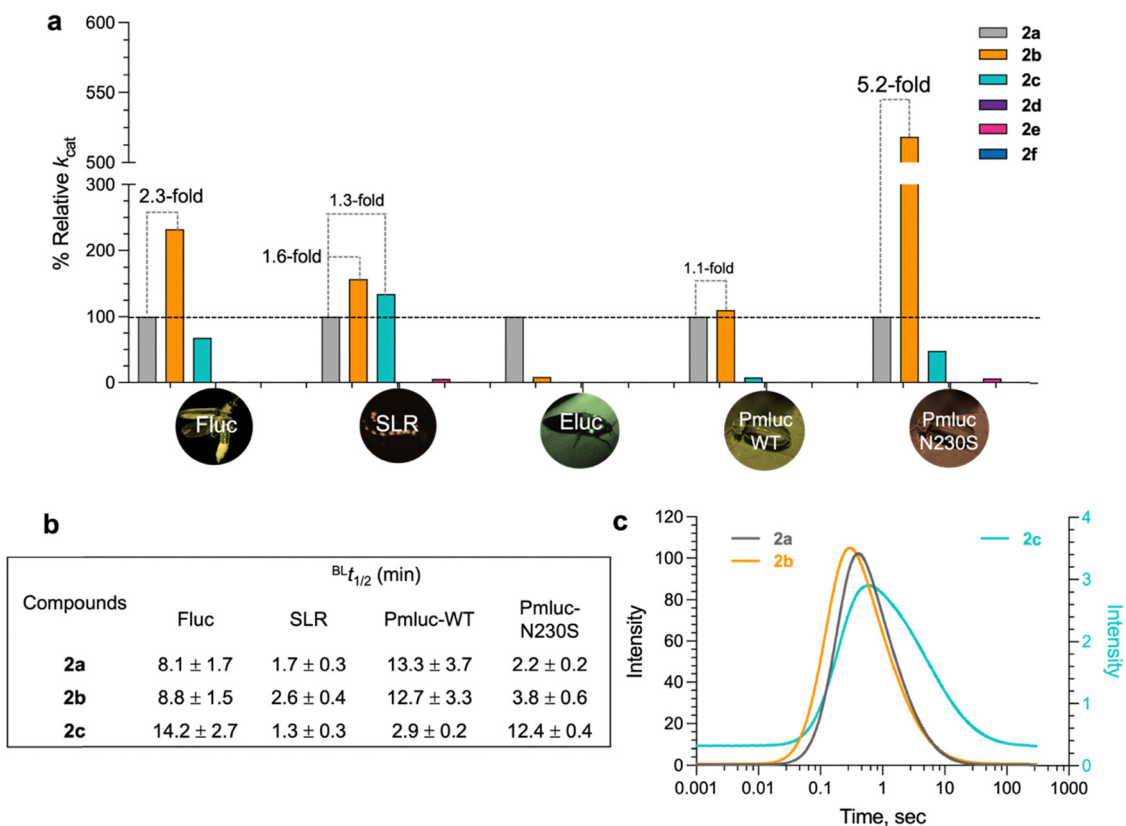 a
600
550
500
300
200
100
0
% Relative kcat
2.3-fold
1.6-fold
1.3-fold
1.1-fold
5.2-fold
2a
2b
2c
2d
2e
2f
Fluc
SLR
Eluc
Pmluc
WT
Pmluc
N230S
b
Compounds
BLt1/2 (min)
Fluc SLR Pmluc-WT Pmluc-
N230S
2a 8.1 ± 1.7 1.7 ± 0.3 13.3 ± 3.7 2.2 ± 0.2
2b 8.8 ± 1.5 2.6 ± 0.4 12.7 ± 3.3 3.8 ± 0.6
2c 14.2 ± 2.7 1.3 ± 0.3 2.9 ± 0.2 12.4 ± 0.4
c
2a
2b
2c
120
100
80
60
40
20
0
Intensity
4
3
2
1
0
Intensity
0.001 0.01 0.1 1 10 100 1000
Time, sec